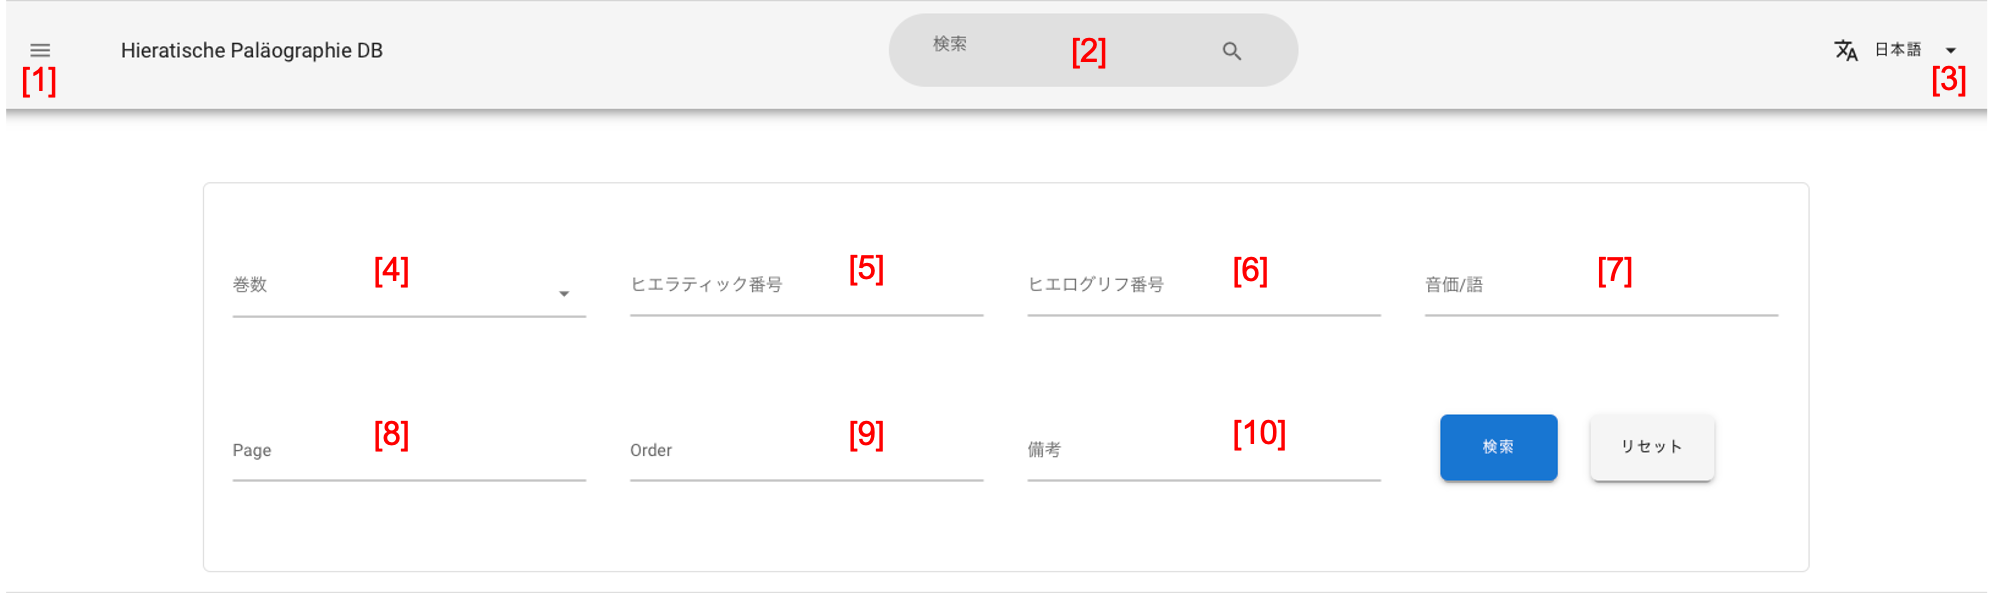 Hieratische Paläographie DB
検索
[2]
日本語
[1]
[3]
巻数
[4]
ヒエラティック番号
[5]
ヒエログリフ番号
[6]
音価/語
[7]
Page
[8]
Order
[9]
備考
[10]
検索
リセット